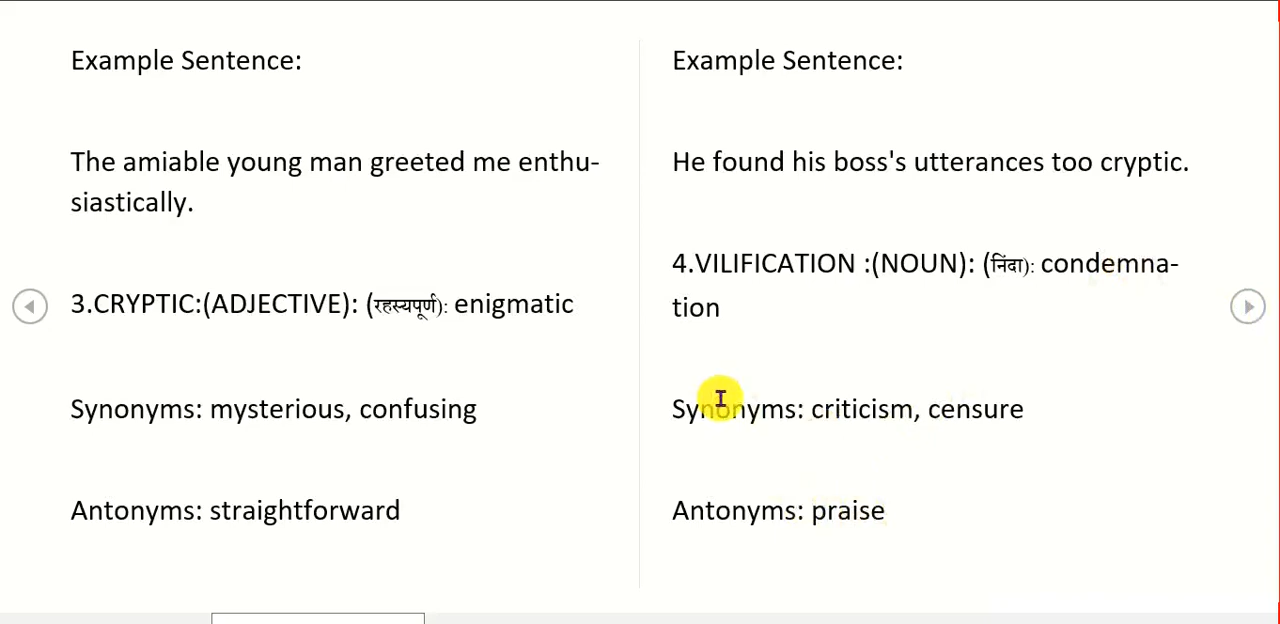 Example Sentence:
The amiable young man greeted me enthu-
siastically.
3.CRYPTIC:(ADJECTIVE): (रहस्यपूर्ण): enigmatic
Synonyms: mysterious, confusing
Antonyms: straightforward
Example Sentence:
He found his boss's utterances too cryptic.
4.VILIFICATION :(NOUN): (निंदा): condemna-
tion
Synonyms: criticism, censure
Antonyms: praise